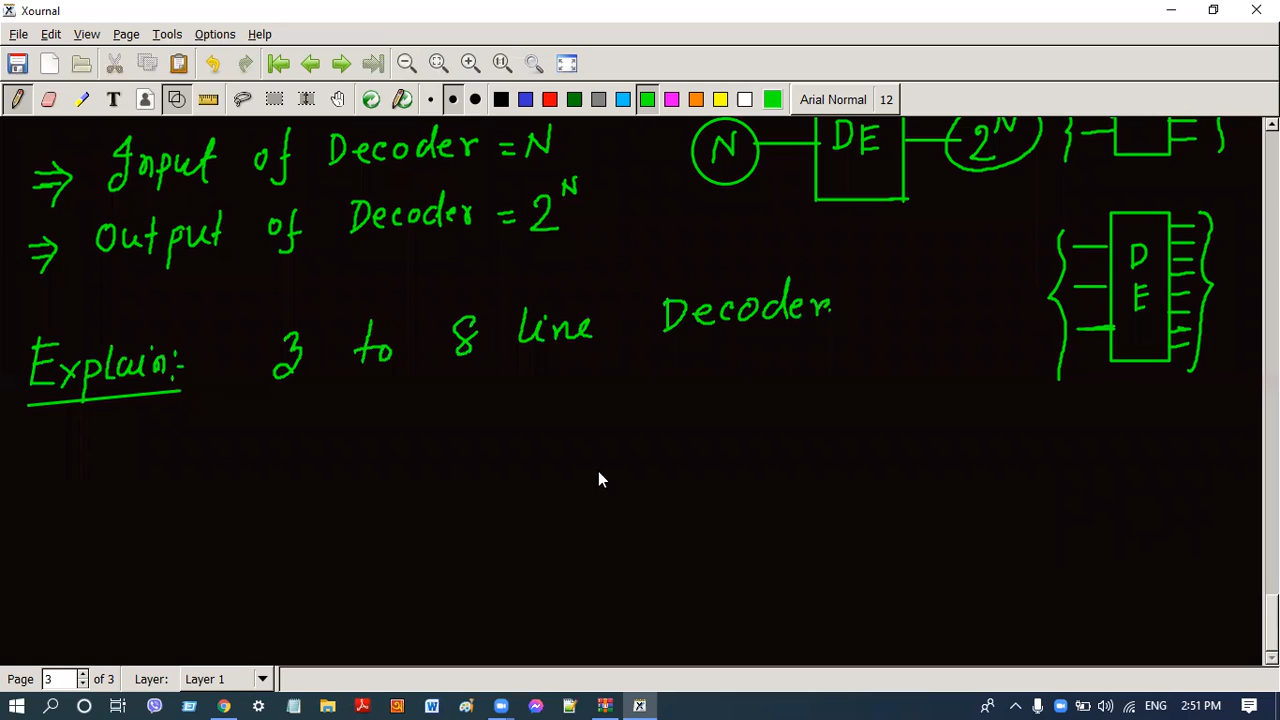 Xournal
File Edit View Page Tools Options Help
T Arial Normal 12
⇒ Input of Decoder = N
N DE 2^N
⇒ Output of Decoder = 2^N
D
E
Explain:- 3 to 8 line Decoder.
Page 3 of 3 Layer: Layer 1
ENG 2:51 PM